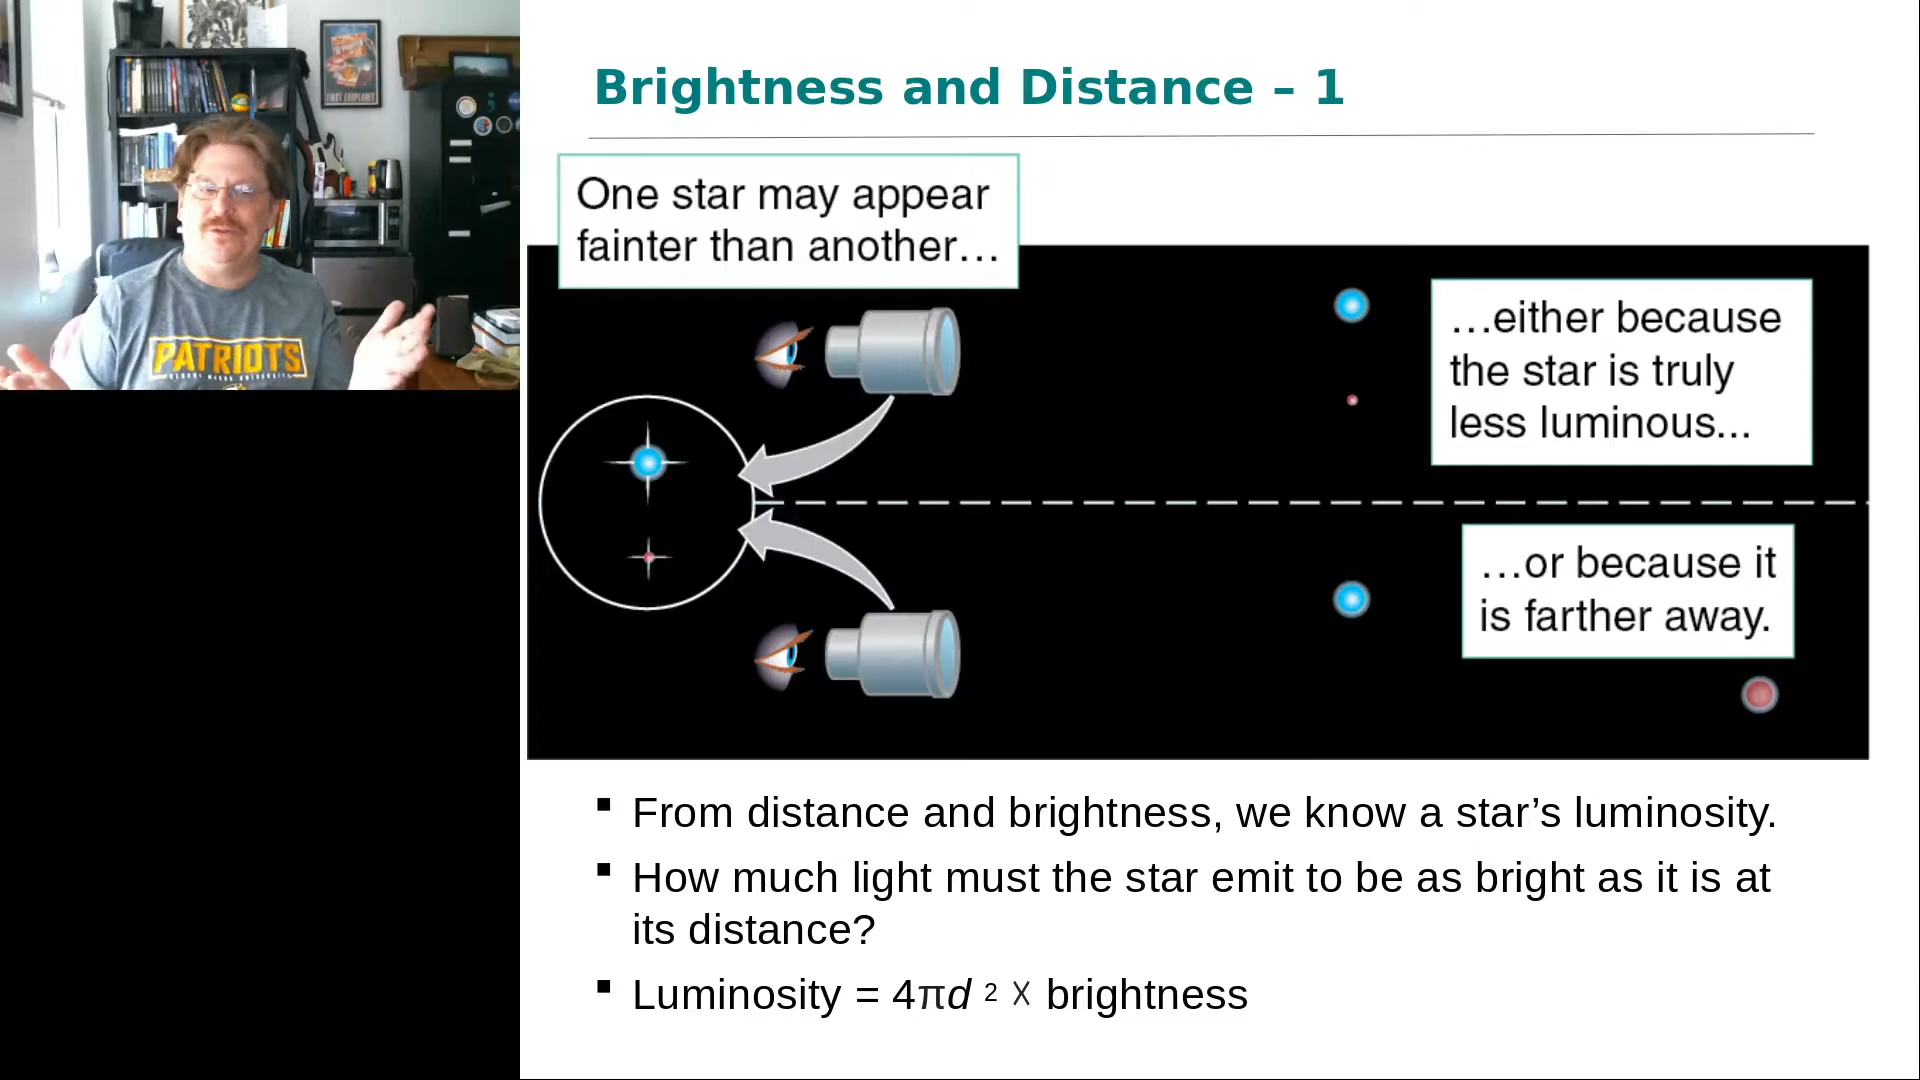 Brightness and Distance – 1
One star may appear
fainter than another…
…either because
the star is truly
less luminous...
…or because it
is farther away.
▪ From distance and brightness, we know a star’s luminosity.
▪ How much light must the star emit to be as bright as it is at
its distance?
▪ Luminosity = 4πd ² X brightness
PATRIOTS